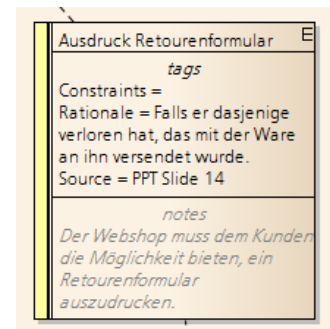 Ausdruck Retourenformular E
tags
Constraints =
Rationale = Falls er dasjenige
verloren hat, das mit der Ware
an ihn versendet wurde.
Source = PPT Slide 14
notes
Der Webshop muss dem Kunden
die Möglichkeit bieten, ein
Retourenformular
auszudrucken.